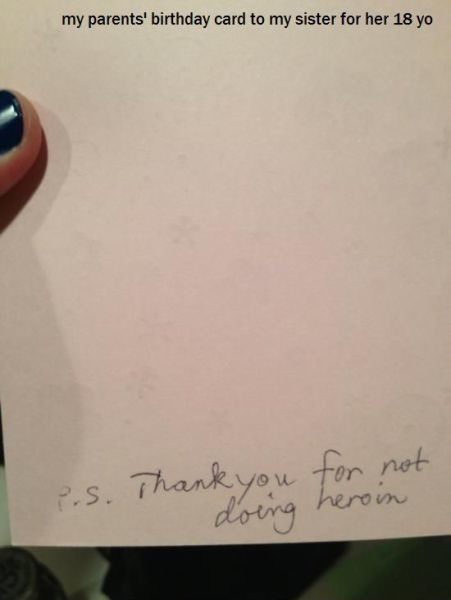 my parents' birthday card to my sister for her 18 yo
P.S. Thank you for not
doing heroin